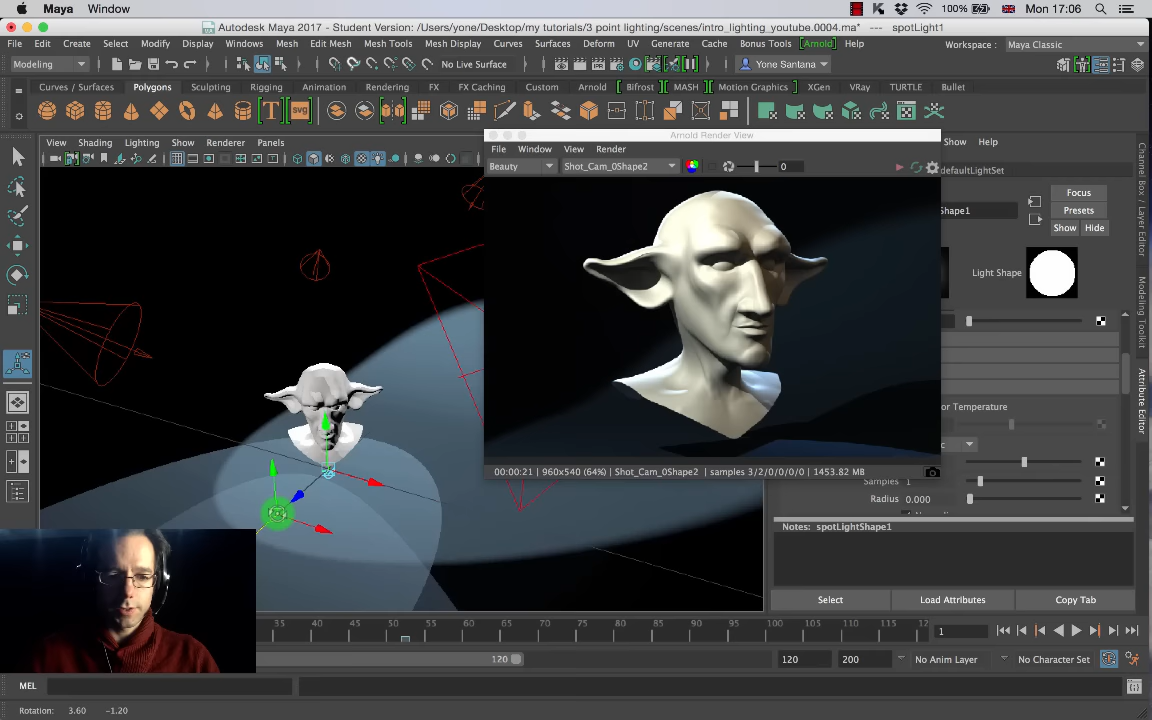 Maya Window 100% Mon 17:06
Autodesk Maya 2017 - Student Version: /Users/yone/Desktop/my tutorials/3 point lighting/scenes/intro_lighting_youtube.0004.ma* --- spotLight1
File Edit Create Select Modify Display Windows Mesh Edit Mesh Mesh Tools Mesh Display Curves Surfaces Deform UV Generate Cache Bonus Tools [Arnold] Help Workspace : Maya Classic
Modeling No Live Surface Yone Santana
Curves / Surfaces Polygons Sculpting Rigging Animation Rendering FX FX Caching Custom Arnold Bifrost MASH Motion Graphics XGen VRay TURTLE Bullet
T svg
View Shading Lighting Show Renderer Panels
Arnold Render View
Show Help
File Window View Render
Beauty Shot_Cam_0Shape2 0
defaultLightSet
Focus
Shape1 Presets
Show Hide
Light Shape
or Temperature
00:00:21 | 960x540 (64%) | Shot_Cam_0Shape2 | samples 3/2/0/0/0/0 | 1453.82 MB
Samples 1
Radius 0.000
Notes: spotLightShape1
Select Load Attributes Copy Tab
Channel Box / Layer Editor
Modeling Toolkit
Attribute Editor
35 40 45 50 55 60 65 70 75 80 85 90 95 100 105 110 115 12
1
120 120 200 No Anim Layer No Character Set
MEL
Rotation: 3.60 -1.20